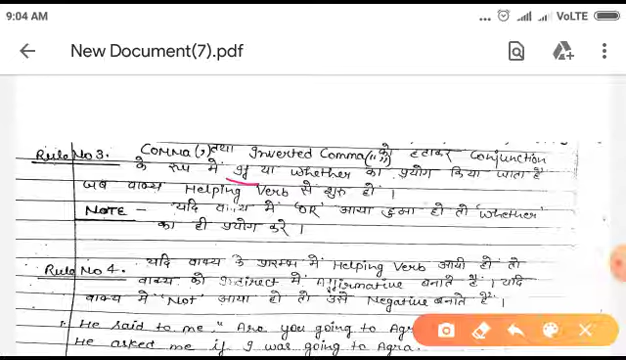 9:04 AM ... VoLTE
New Document(7).pdf
Rule No 3. COMMA(,) तथा Inverted Comma(" ") को हटाकर Conjunction
के रूप में If या Whether का प्रयोग किया जाता है
जब वाक्य Helping Verb से शुरू हो।
NOTE - यदि वाक्य में 'OR' आया हुआ हो तो 'Whether'
का ही प्रयोग करे।
Rule No 4. यदि वाक्य के प्रारम्भ में Helping Verb आयी हो तो
वाक्य को Indirect में Affirmative बनाते हैं। यदि
वाक्य में 'Not' आया हो तो उसे Negative बनाते हैं।
1. He said to me," Are you going to Agr
He asked me if I was going to Agra.